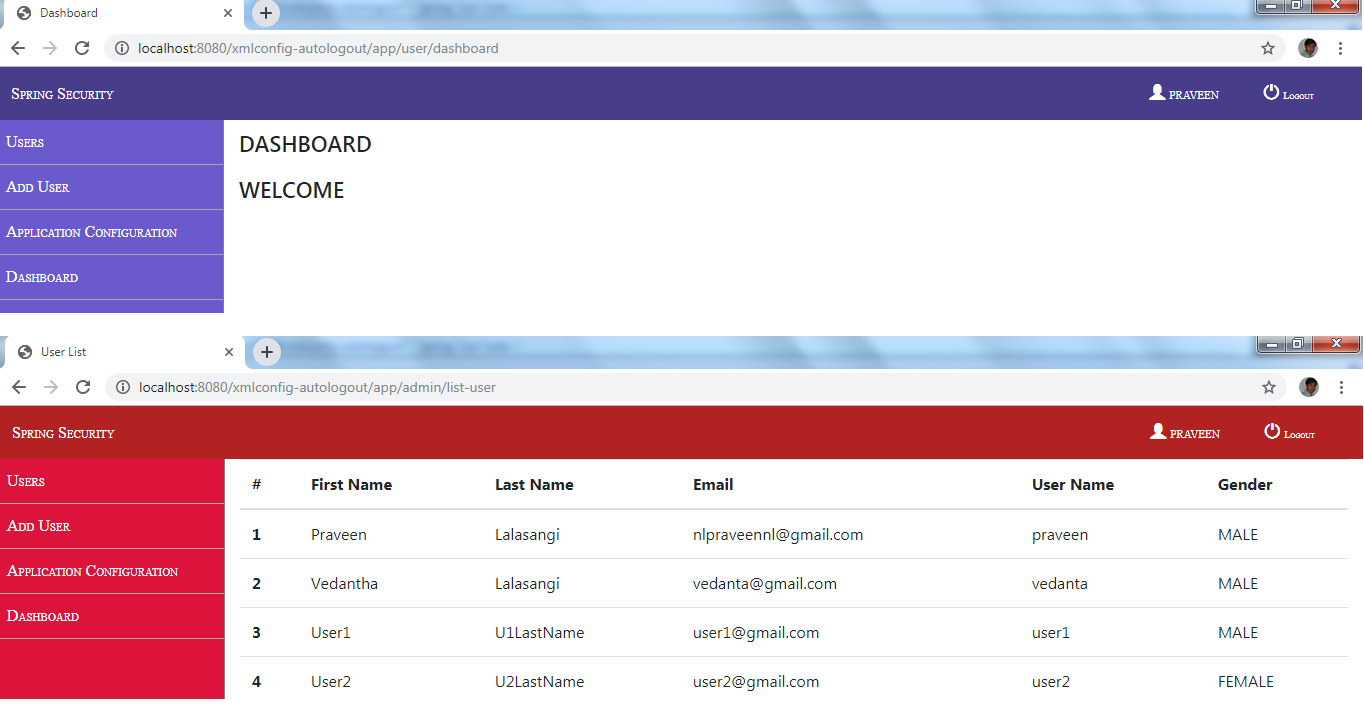 Dashboard
localhost:8080/xmlconfig-autologout/app/user/dashboard
Spring Security
PRAVEEN
Logout
Users
Add User
Application Configuration
Dashboard
DASHBOARD
WELCOME
User List
localhost:8080/xmlconfig-autologout/app/admin/list-user
Spring Security
PRAVEEN
Logout
Users
Add User
Application Configuration
Dashboard
# First Name Last Name Email User Name Gender
1 Praveen Lalasangi nlpraveennl@gmail.com praveen MALE
2 Vedantha Lalasangi vedanta@gmail.com vedanta MALE
3 User1 U1LastName user1@gmail.com user1 MALE
4 User2 U2LastName user2@gmail.com user2 FEMALE